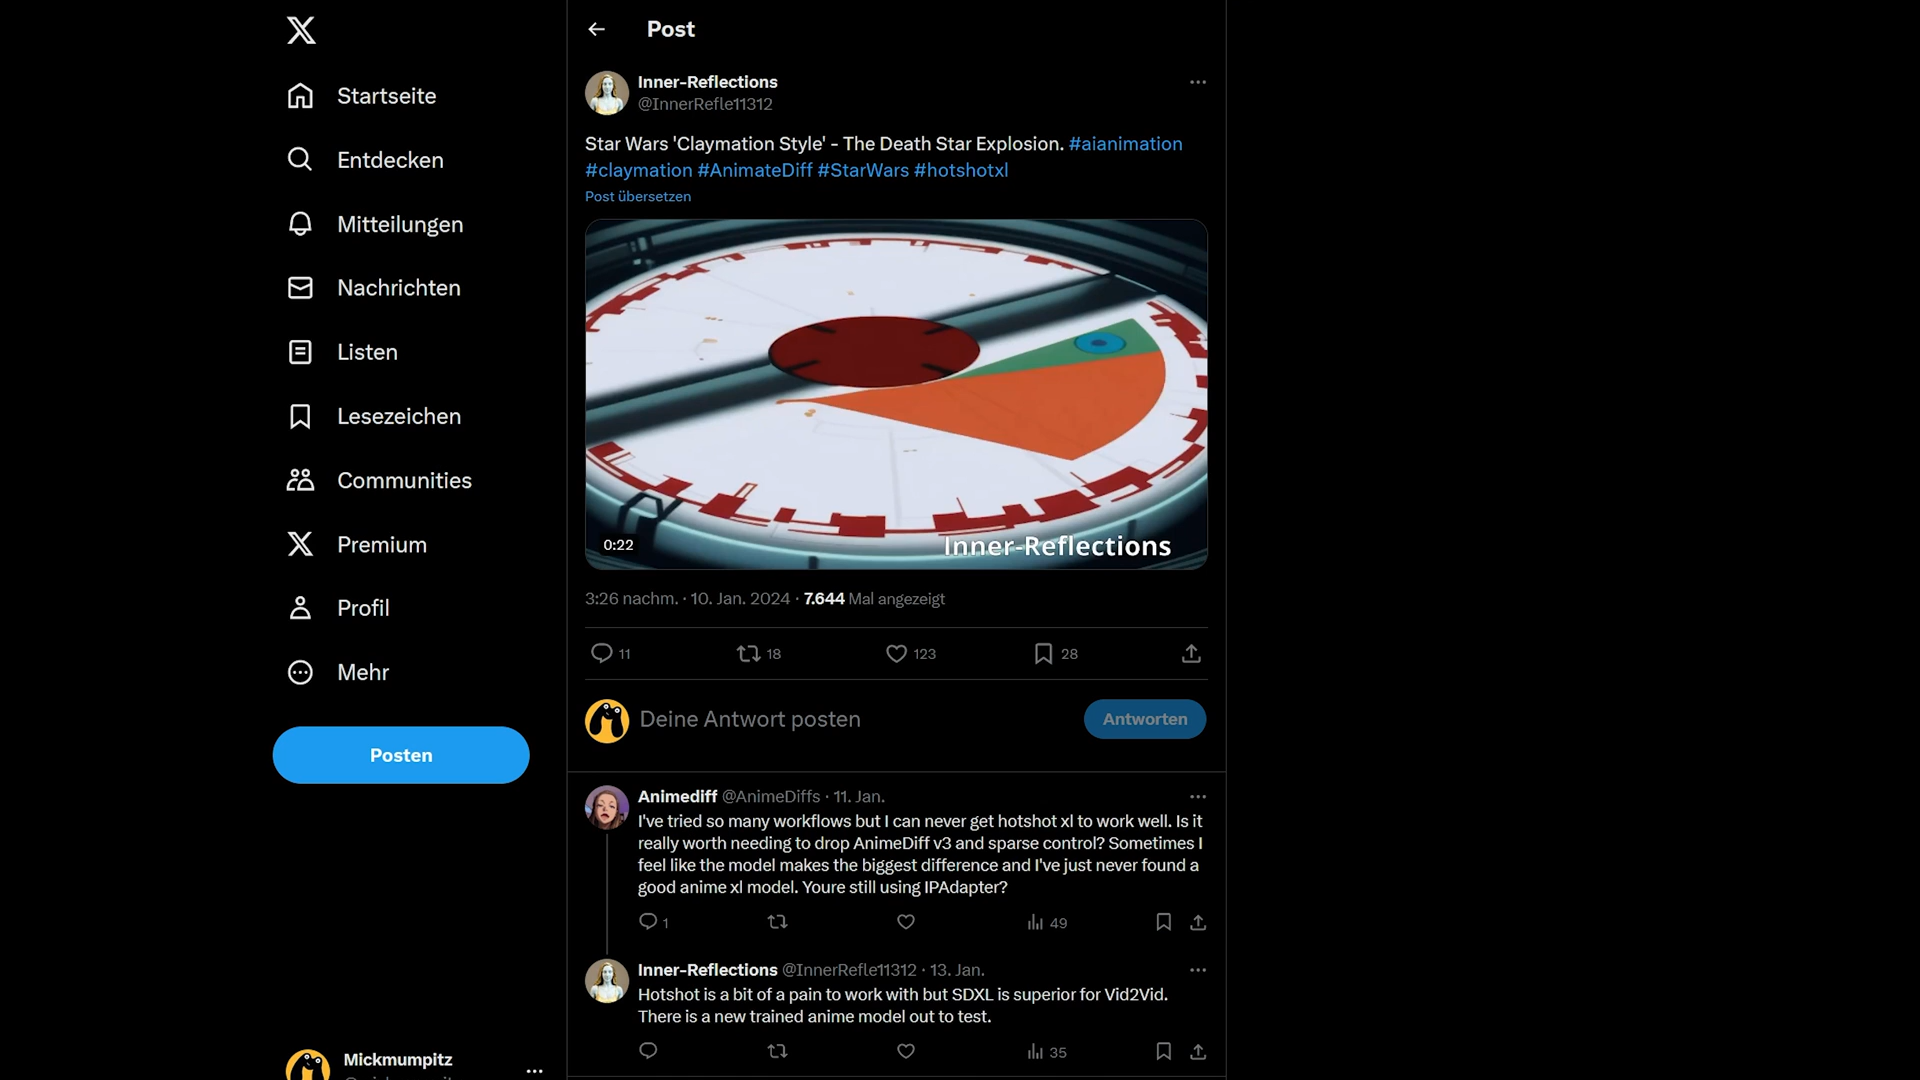 Startseite
Entdecken
Mitteilungen
Nachrichten
Listen
Lesezeichen
Communities
Premium
Profil
Mehr
Posten
Mickmumpitz
Post
Inner-Reflections
@InnerRefle11312
Star Wars 'Claymation Style' - The Death Star Explosion. #aianimation
#claymation #AnimateDiff #StarWars #hotshotxl
Post übersetzen
0:22
Inner-Reflections
3:26 nachm. · 10. Jan. 2024 · 7.644 Mal angezeigt
11 18 123 28
Deine Antwort posten
Antworten
Animediff @AnimeDiffs · 11. Jan.
I've tried so many workflows but I can never get hotshot xl to work well. Is it
really worth needing to drop AnimeDiff v3 and sparse control? Sometimes I
feel like the model makes the biggest difference and I've just never found a
good anime xl model. Youre still using IPAdapter?
1 49
Inner-Reflections @InnerRefle11312 · 13. Jan.
Hotshot is a bit of a pain to work with but SDXL is superior for Vid2Vid.
There is a new trained anime model out to test.
35